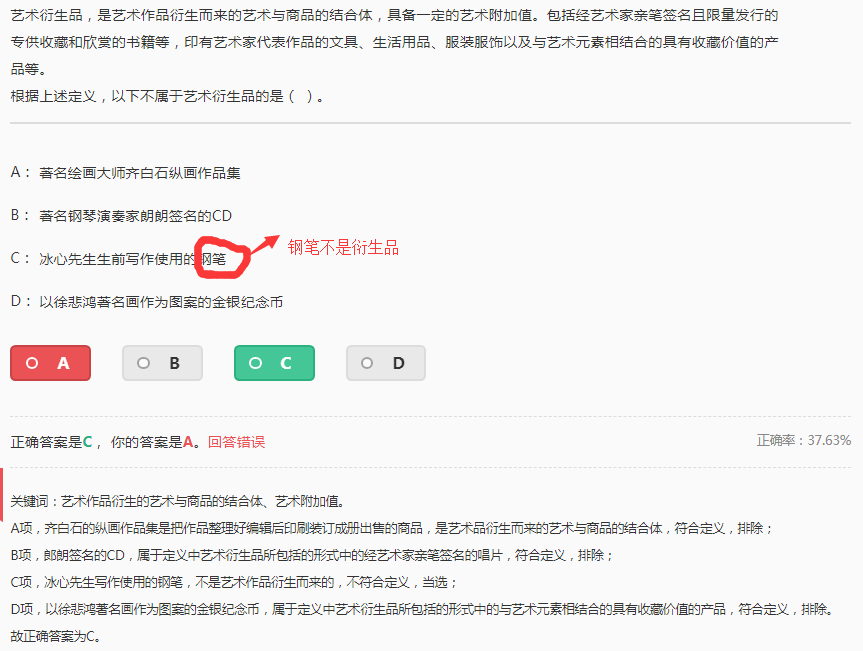 艺术衍生品，是艺术作品衍生而来的艺术与商品的结合体，具备一定的艺术附加值。包括经艺术家亲笔签名且限量发行的
专供收藏和欣赏的书籍等，印有艺术家代表作品的文具、生活用品、服装服饰以及与艺术元素相结合的具有收藏价值的产
品等。
根据上述定义，以下不属于艺术衍生品的是（ ）。
A： 著名绘画大师齐白石纵画作品集
B： 著名钢琴演奏家朗朗签名的CD
C： 冰心先生生前写作使用的钢笔
钢笔不是衍生品
D： 以徐悲鸿著名画作为图案的金银纪念币
A B C D
正确答案是C， 你的答案是A。 回答错误
正确率：37.63%
关键词：艺术作品衍生的艺术与商品的结合体、艺术附加值。
A项，齐白石的纵画作品集是把作品整理好编辑后印刷装订成册出售的商品，是艺术品衍生而来的艺术与商品的结合体，符合定义，排除；
B项，郎朗签名的CD，属于定义中艺术衍生品所包括的形式中的经艺术家亲笔签名的唱片，符合定义，排除；
C项，冰心先生写作使用的钢笔，不是艺术作品衍生而来的，不符合定义，当选；
D项，以徐悲鸿著名画作为图案的金银纪念币，属于定义中艺术衍生品所包括的形式中的与艺术元素相结合的具有收藏价值的产品，符合定义，排除。
故正确答案为C。